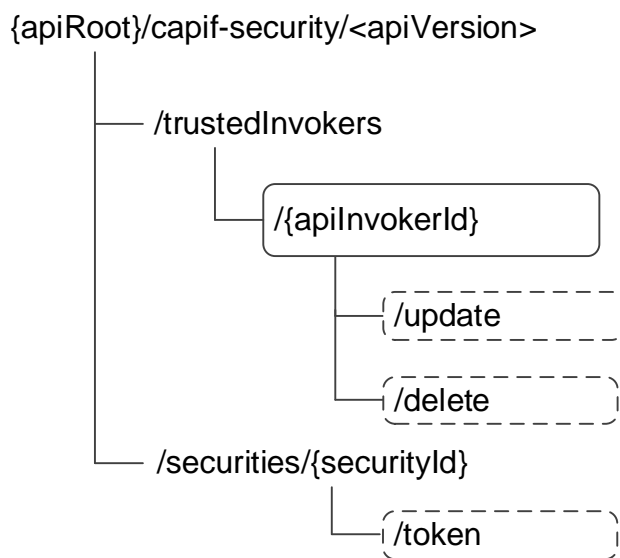 {apiRoot}/capif-security/<apiVersion>
/trustedInvokers
/{apiInvokerId}
/update
/delete
/securities/{securityId}
/token